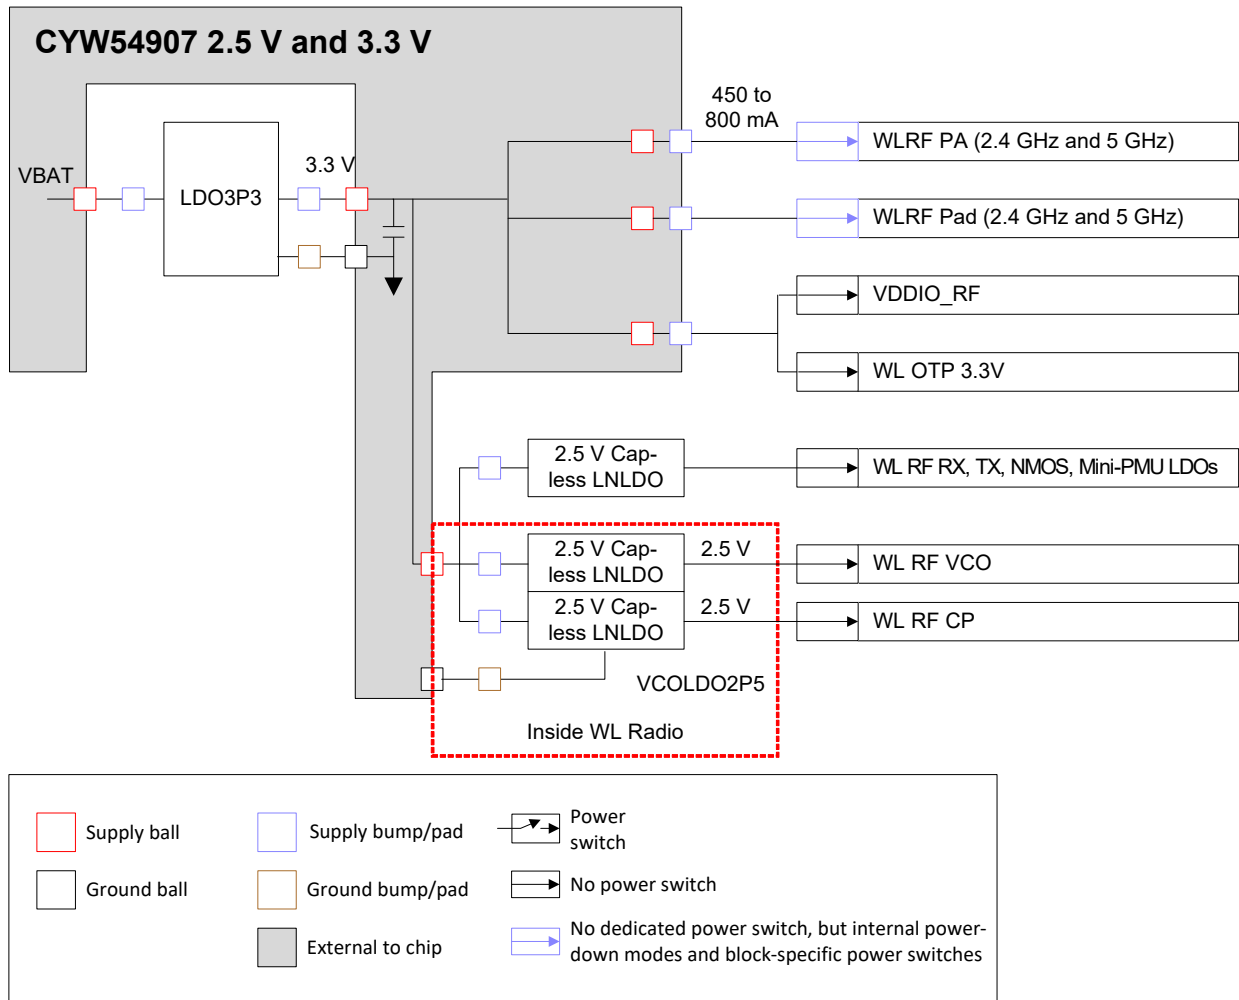 CYW54907 2.5 V and 3.3 V
450 to
800 mA
WLRF PA (2.4 GHz and 5 GHz)
VBAT
LDO3P3
3.3 V
WLRF Pad (2.4 GHz and 5 GHz)
VDDIO_RF
WL OTP 3.3V
2.5 V Cap-
less LNLDO
WL RF RX, TX, NMOS, Mini-PMU LDOs
2.5 V Cap-
less LNLDO
2.5 V
WL RF VCO
2.5 V Cap-
less LNLDO
2.5 V
WL RF CP
VCOLDO2P5
Inside WL Radio
Supply ball
Supply bump/pad
Power
switch
Ground ball
Ground bump/pad
No power switch
External to chip
No dedicated power switch, but internal power-
down modes and block-specific power switches